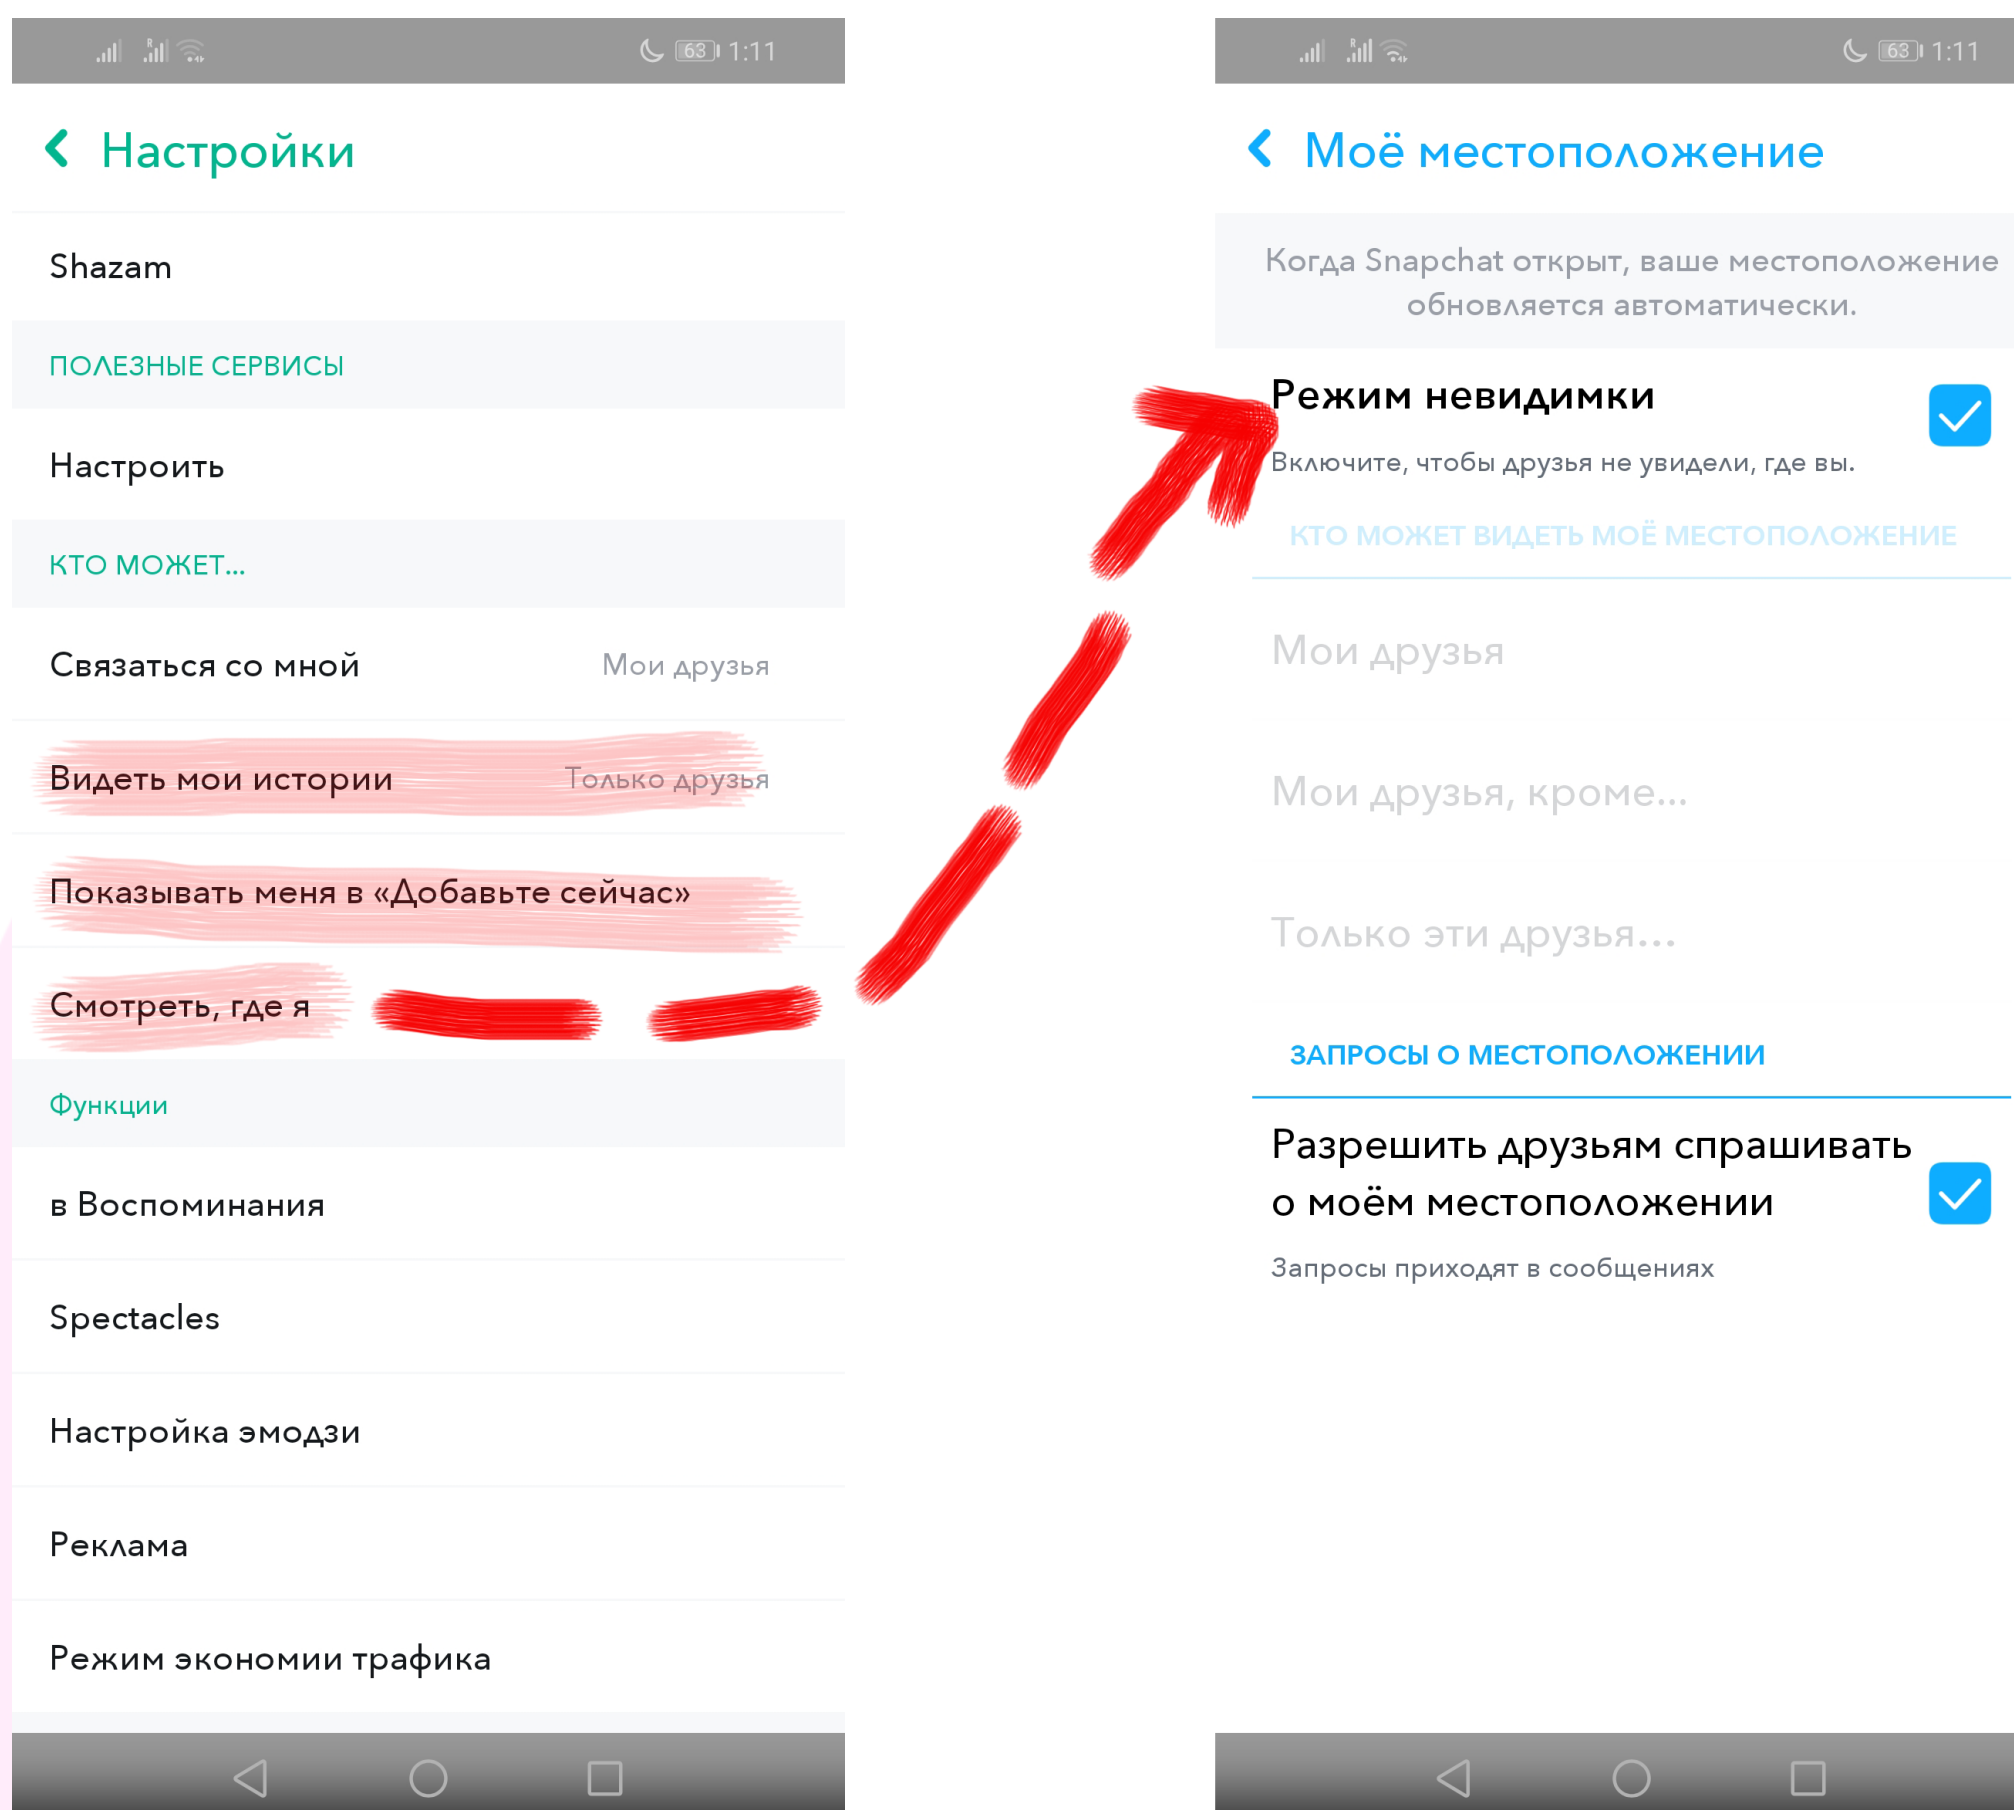 R 63 1:11
Настройки
Shazam
ПОЛЕЗНЫЕ СЕРВИСЫ
Настроить
КТО МОЖЕТ...
Связаться со мной Мои друзья
Видеть мои истории Только друзья
Показывать меня в «Добавьте сейчас»
Смотреть, где я
Функции
в Воспоминания
Spectacles
Настройка эмодзи
Реклама
Режим экономии трафика
R 63 1:11
Моё местоположение
Когда Snapchat открыт, ваше местоположение
обновляется автоматически.
Режим невидимки
Включите, чтобы друзья не увидели, где вы.
КТО МОЖЕТ ВИДЕТЬ МОЁ МЕСТОПОЛОЖЕНИЕ
Мои друзья
Мои друзья, кроме...
Только эти друзья...
ЗАПРОСЫ О МЕСТОПОЛОЖЕНИИ
Разрешить друзьям спрашивать
о моём местоположении
Запросы приходят в сообщениях